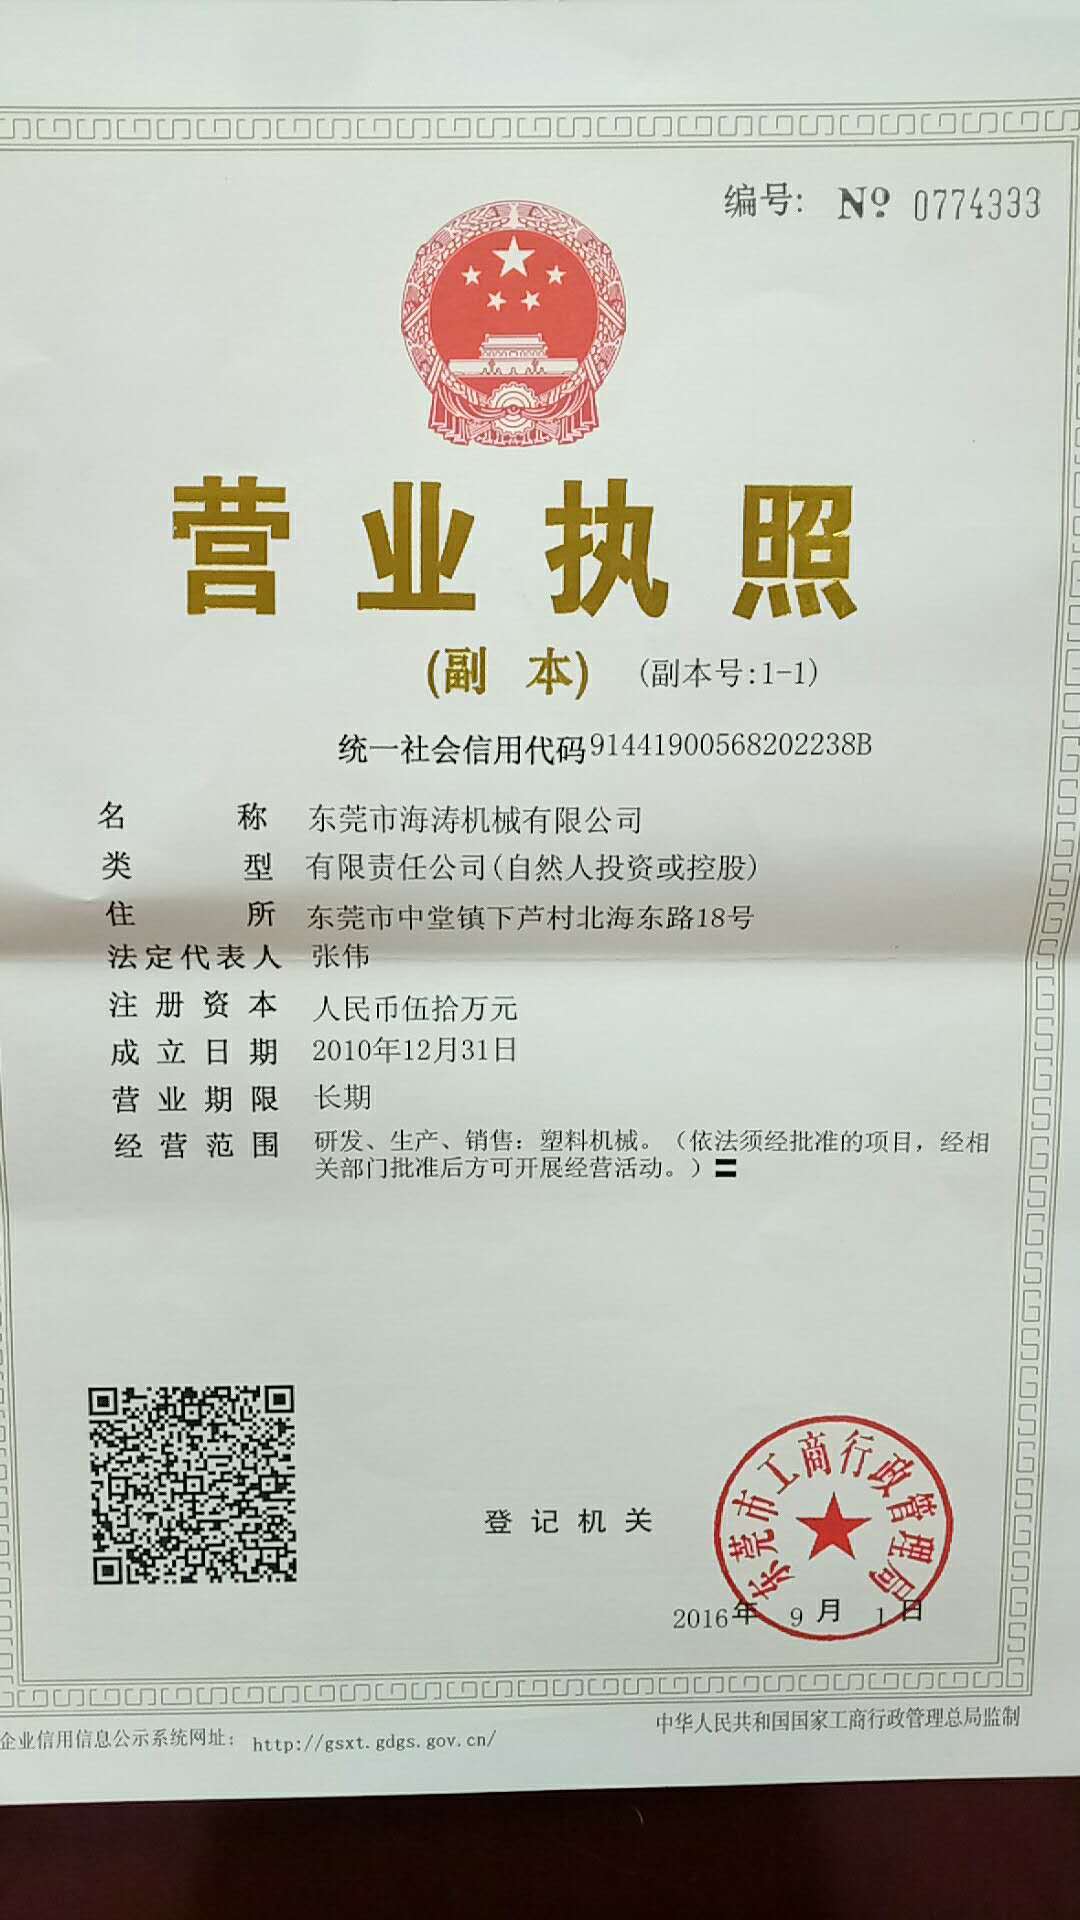 编号: № 0774333
营业执照
(副 本) (副本号:1-1)
统一社会信用代码91441900568202238B
名称 东莞市海涛机械有限公司
类型 有限责任公司(自然人投资或控股)
住所 东莞市中堂镇下芦村北海东路18号
法定代表人 张伟
注册资本 人民币伍拾万元
成立日期 2010年12月31日
营业期限 长期
经营范围 研发、生产、销售：塑料机械。（依法须经批准的项目，经相
关部门批准后方可开展经营活动。）〓
东莞市工商行政管理局
登记机关
2016年 9月 1日
企业信用信息公示系统网址： http://gsxt.gdgs.gov.cn/
中华人民共和国国家工商行政管理总局监制